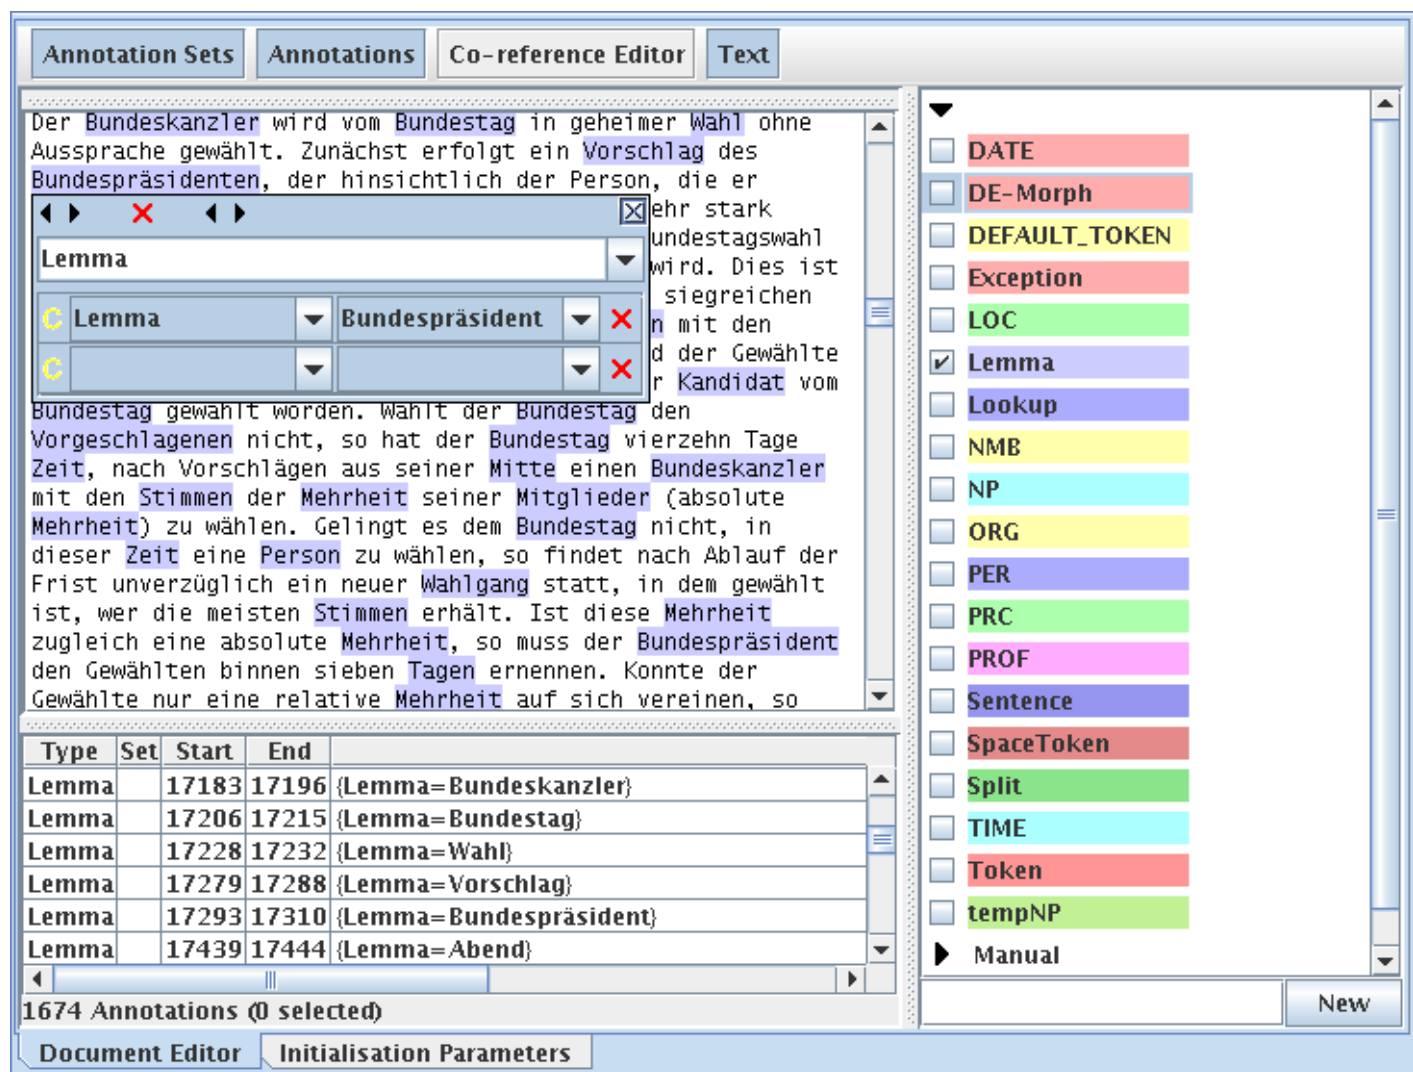 Annotation Sets Annotations Co-reference Editor Text
Der Bundeskanzler wird vom Bundestag in geheimer Wahl ohne
Aussprache gewählt. Zunächst erfolgt ein Vorschlag des
Bundespräsidenten, der hinsichtlich der Person, die er
ehr stark
undestagswahl
Lemma
wird. Dies ist
siegreichen
C Lemma Bundespräsident
n mit den
d der Gewählte
C
r Kandidat vom
Bundestag gewählt worden. Wählt der Bundestag den
Vorgeschlagenen nicht, so hat der Bundestag vierzehn Tage
Zeit, nach Vorschlägen aus seiner Mitte einen Bundeskanzler
mit den Stimmen der Mehrheit seiner Mitglieder (absolute
Mehrheit) zu wählen. Gelingt es dem Bundestag nicht, in
dieser Zeit eine Person zu wählen, so findet nach Ablauf der
Frist unverzüglich ein neuer Wahlgang statt, in dem gewählt
ist, wer die meisten Stimmen erhält. Ist diese Mehrheit
zugleich eine absolute Mehrheit, so muss der Bundespräsident
den Gewählten binnen sieben Tagen ernennen. Konnte der
Gewählte nur eine relative Mehrheit auf sich vereinen, so
Type Set Start End
Lemma 17183 17196 {Lemma=Bundeskanzler}
Lemma 17206 17215 {Lemma=Bundestag}
Lemma 17228 17232 {Lemma=Wahl}
Lemma 17279 17288 {Lemma=Vorschlag}
Lemma 17293 17310 {Lemma=Bundespräsident}
Lemma 17439 17444 {Lemma=Abend}
1674 Annotations (0 selected)
DATE
DE-Morph
DEFAULT_TOKEN
Exception
LOC
Lemma
Lookup
NMB
NP
ORG
PER
PRC
PROF
Sentence
SpaceToken
Split
TIME
Token
tempNP
Manual
New
Document Editor Initialisation Parameters